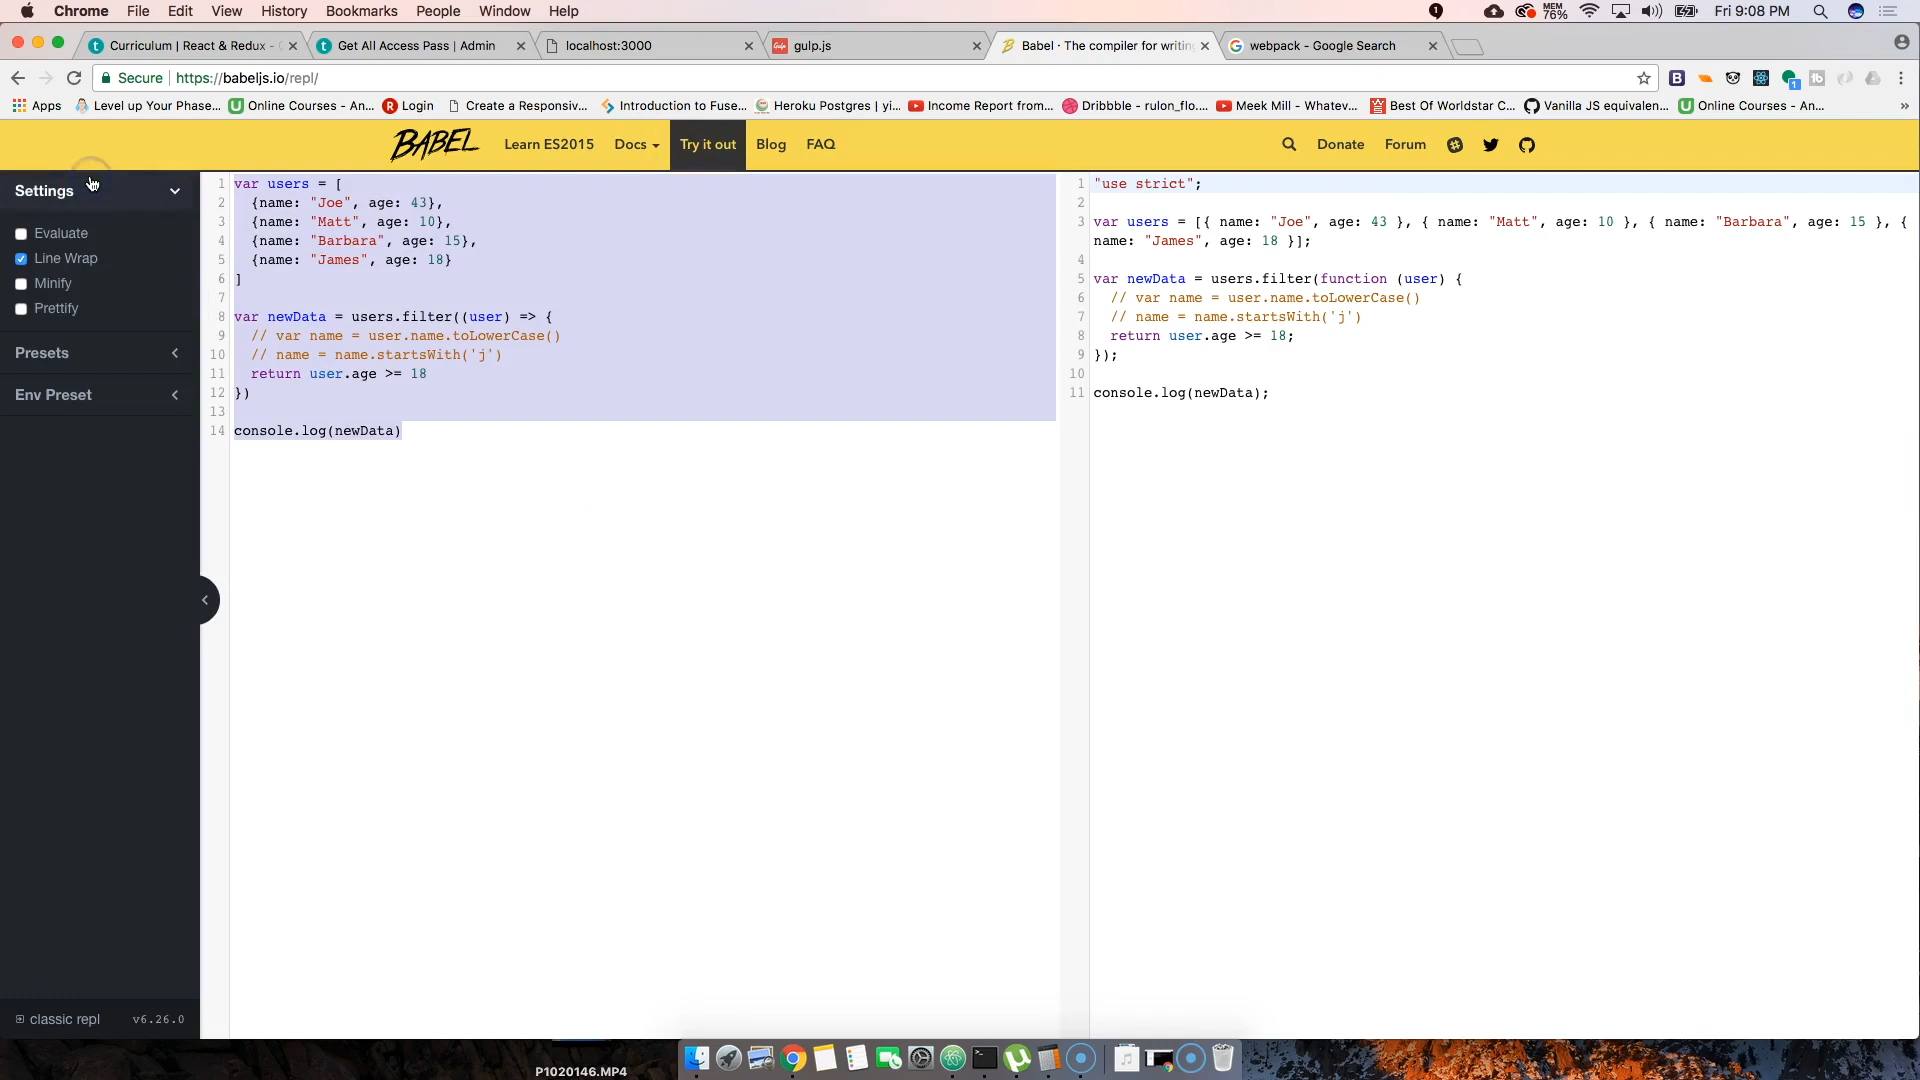 Chrome File Edit View History Bookmarks People Window Help
1 MEM 76% Fri 9:08 PM
Curriculum | React & Redux -
Get All Access Pass | Admin
localhost:3000
gulp.js
Babel · The compiler for writin
webpack - Google Search
Secure https://babeljs.io/repl/
Apps Level up Your Phase... Online Courses - An... Login Create a Responsiv... Introduction to Fuse... Heroku Postgres | yi... Income Report from... Dribbble - rulon_flo.... Meek Mill - Whatev... Best Of Worldstar C... Vanilla JS equivalen... Online Courses - An... »
BABEL Learn ES2015 Docs Try it out Blog FAQ Donate Forum
Settings
Evaluate
Line Wrap
Minify
Prettify
Presets
Env Preset
classic repl v6.26.0
1 var users = [
2 {name: "Joe", age: 43},
3 {name: "Matt", age: 10},
4 {name: "Barbara", age: 15},
5 {name: "James", age: 18}
6 ]
7
8 var newData = users.filter((user) => {
9 // var name = user.name.toLowerCase()
10 // name = name.startsWith('j')
11 return user.age >= 18
12 })
13
14 console.log(newData)
1 "use strict";
2
3 var users = [{ name: "Joe", age: 43 }, { name: "Matt", age: 10 }, { name: "Barbara", age: 15 }, {
name: "James", age: 18 }];
4
5 var newData = users.filter(function (user) {
6 // var name = user.name.toLowerCase()
7 // name = name.startsWith('j')
8 return user.age >= 18;
9 });
10
11 console.log(newData);
P1020146.MP4